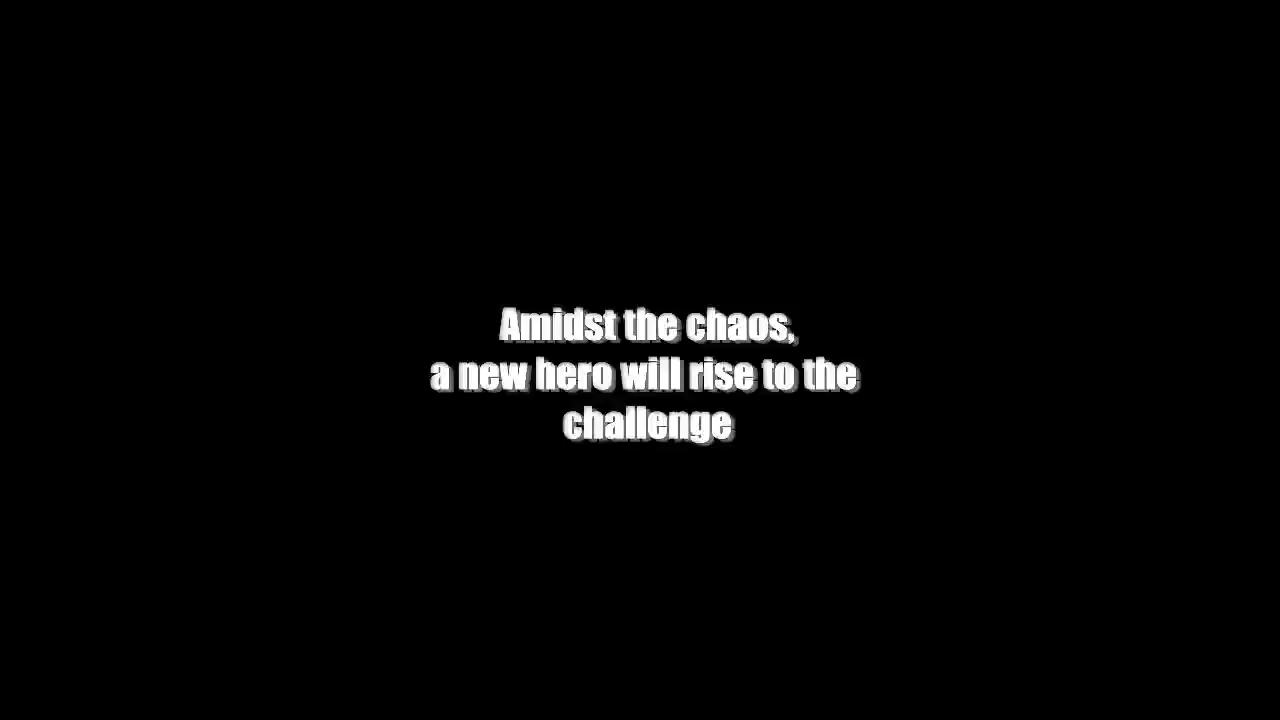 Amidst the chaos,
a new hero will rise to the
challenge